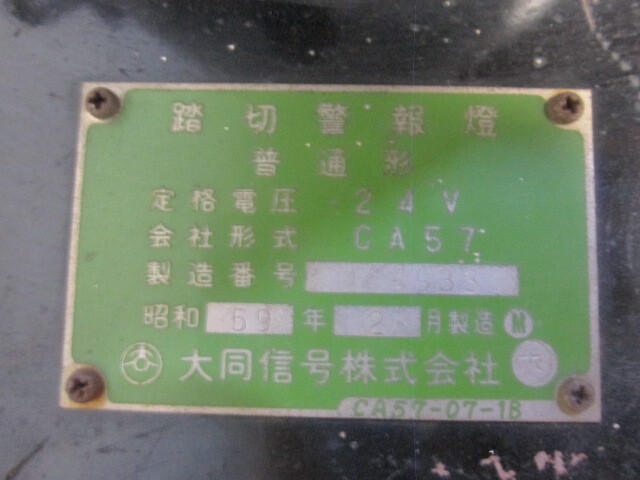 踏切警報燈
普通形
定格電圧 24V
会社形式 CA57
製造番号
昭和 59 年 2 月製造 M
大同信号株式会社
CA57-07-1B